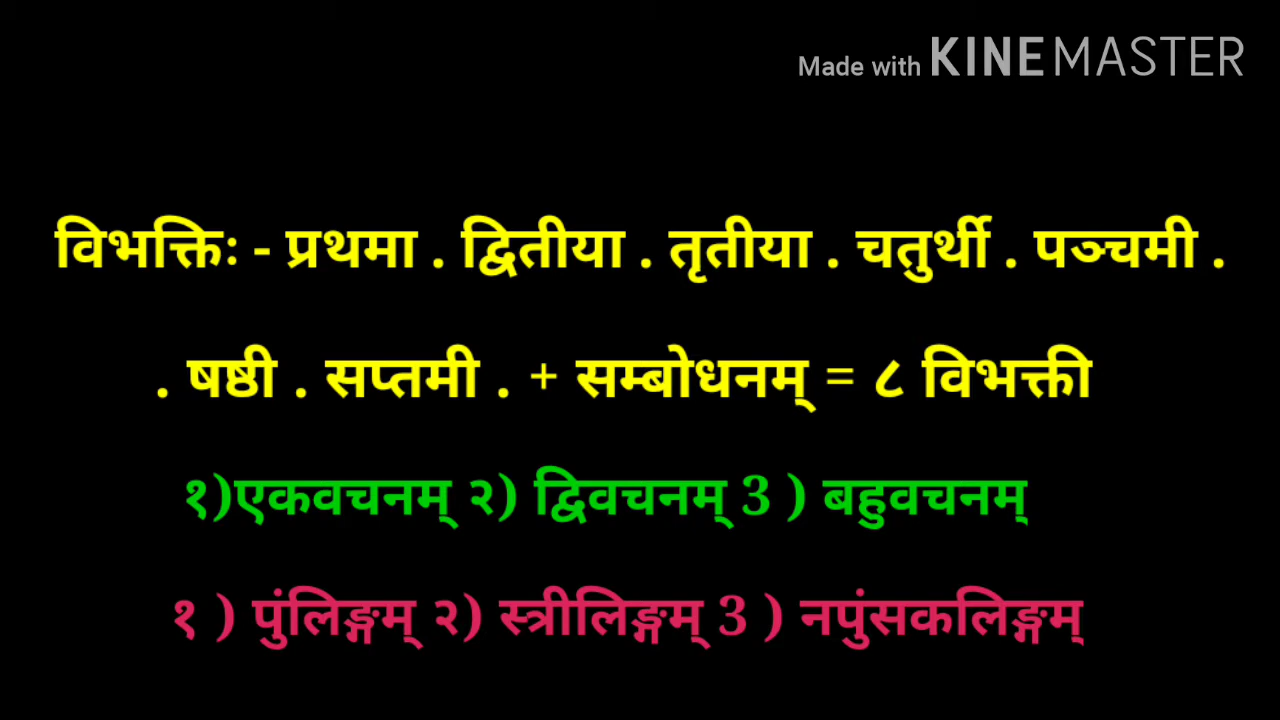 Made with KINEMASTER
विभक्तिः - प्रथमा . द्वितीया . तृतीया . चतुर्थी . पञ्चमी .
. षष्ठी . सप्तमी . + सम्बोधनम् = ८ विभक्ती
१)एकवचनम् २) द्विवचनम् 3 ) बहुवचनम्
१ ) पुंलिङ्गम् २) स्त्रीलिङ्गम् 3 ) नपुंसकलिङ्गम्